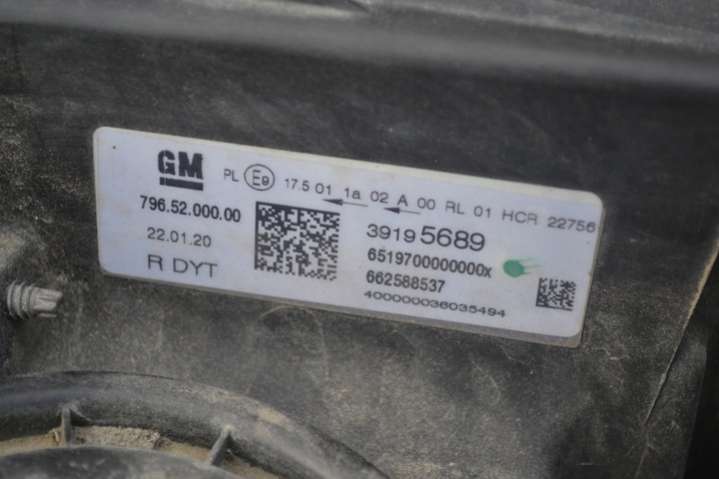 GM PL E9 17.5 01 1a 02 A 00 RL 01 HCR 22756
796.52.000.00
22.01.20
R DYT
39195689
6519700000000x
662588537
400000036035494